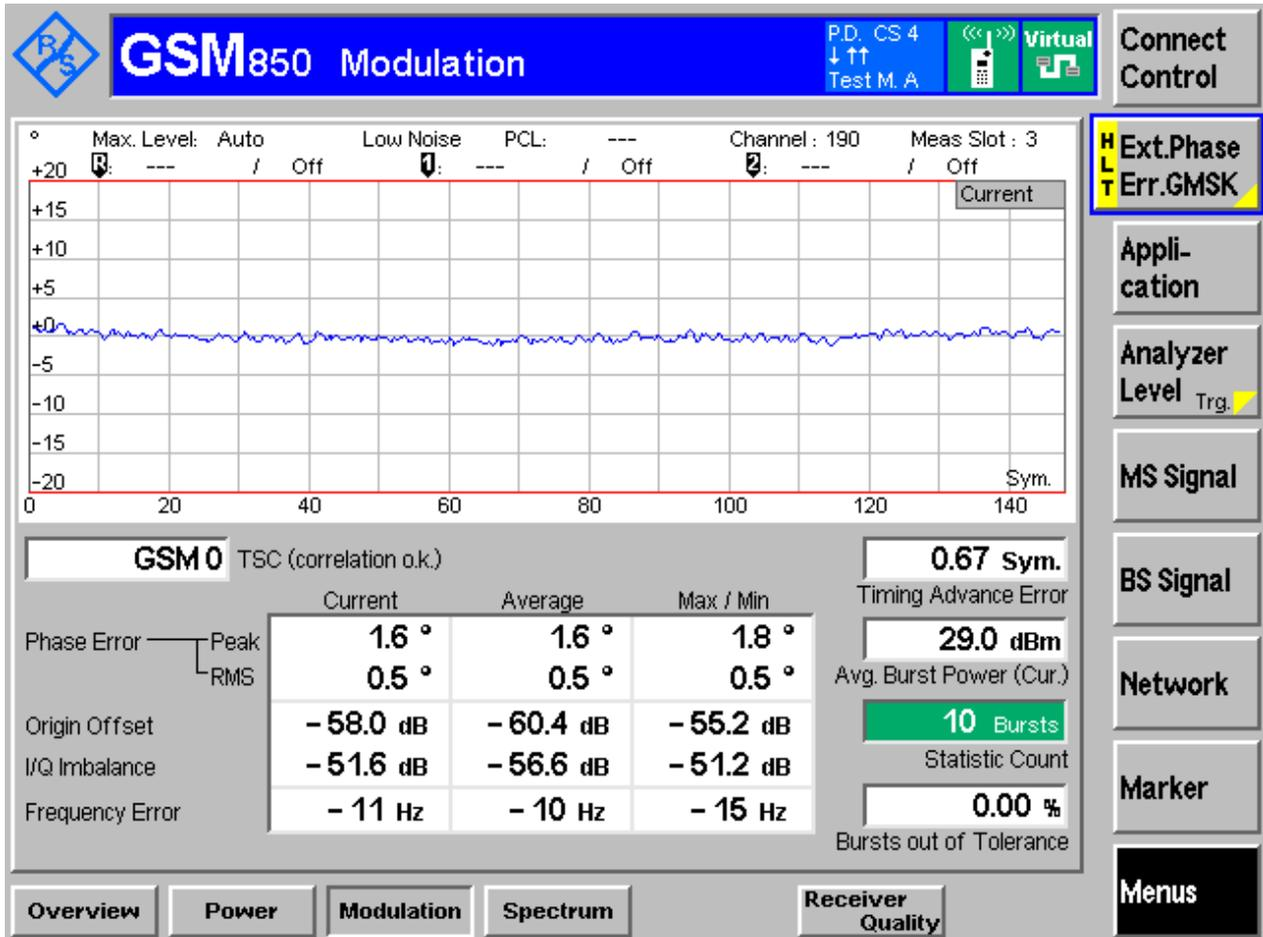 R/S
GSM850 Modulation
P.D. CS 4
↓ ↑↑
Test M. A
Virtual
Connect
Control
° Max. Level: Auto Low Noise PCL: --- Channel : 190 Meas Slot : 3
R: --- / Off 1: --- / Off 2: --- / Off
+20
Current
+15
+10
+5
±0
-5
-10
-15
-20
Sym.
0 20 40 60 80 100 120 140
GSM 0 TSC (correlation o.k.)
0.67 Sym.
Timing Advance Error
Current Average Max / Min
Phase Error Peak 1.6 ° 1.6 ° 1.8 °
29.0 dBm
RMS 0.5 ° 0.5 ° 0.5 °
Avg. Burst Power (Cur.)
Origin Offset – 58.0 dB – 60.4 dB – 55.2 dB
10 Bursts
Statistic Count
I/Q Imbalance – 51.6 dB – 56.6 dB – 51.2 dB
Frequency Error – 11 Hz – 10 Hz – 15 Hz
0.00 %
Bursts out of Tolerance
HLT
Ext.Phase
Err.GMSK
Appli-
cation
Analyzer
Level Trg.
MS Signal
BS Signal
Network
Marker
Menus
Overview Power Modulation Spectrum Receiver
Quality